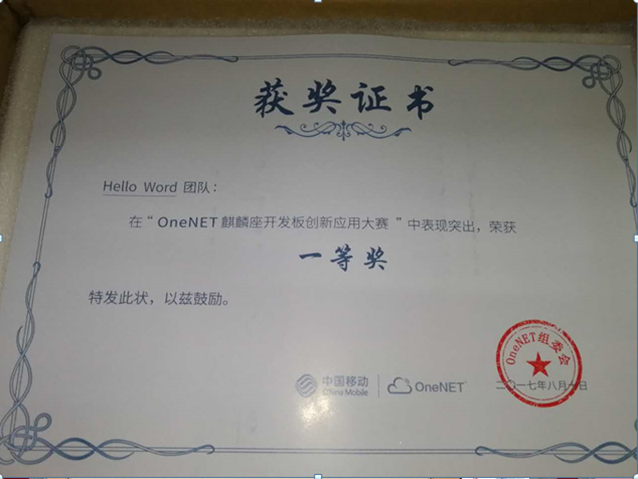 获奖证书
Hello Word 团队：
在“OneNET 麒麟座开发板创新应用大赛 ”中表现突出，荣获
一等奖
特发此状，以兹鼓励。
OneNET组委会
中国移动
China Mobile
OneNET
二〇一七年八月 日